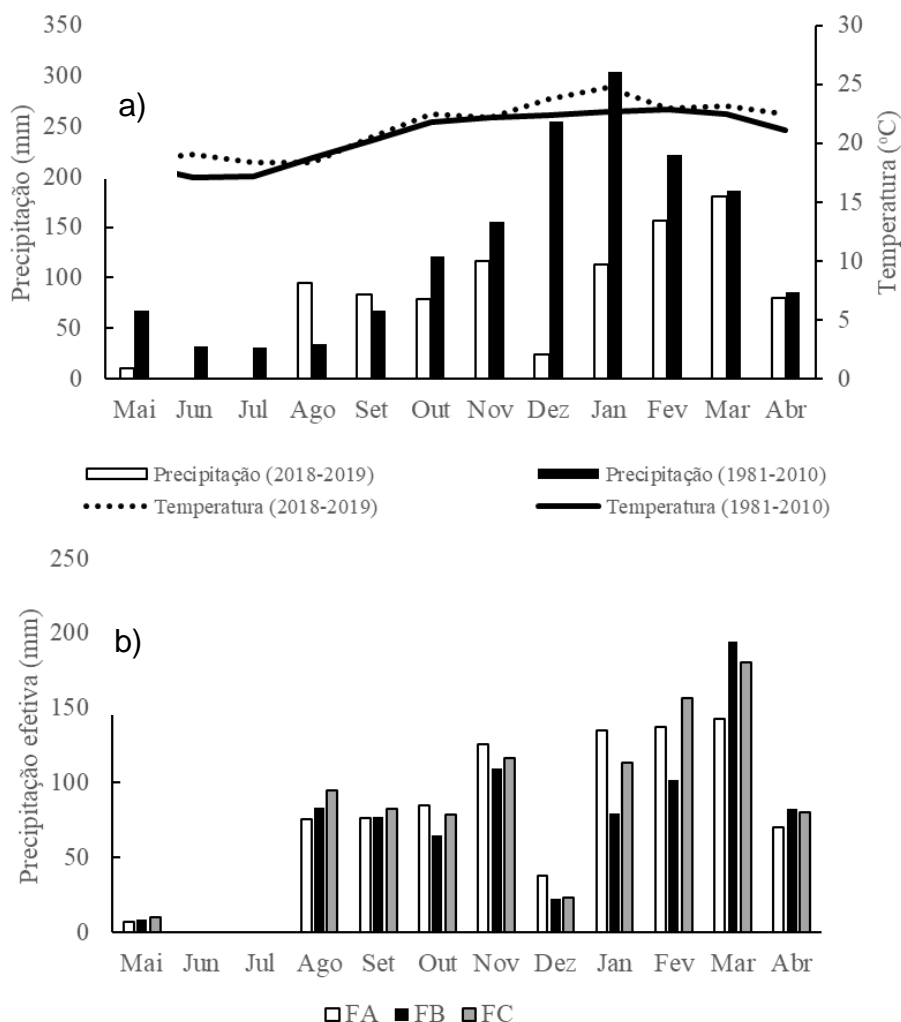 a)
Precipitação (mm)
350
300
250
200
150
100
50
0
Temperatura (ºC)
30
25
20
15
10
5
0
Mai Jun Jul Ago Set Out Nov Dez Jan Fev Mar Abr
Precipitação (2018-2019) Precipitação (1981-2010)
Temperatura (2018-2019) Temperatura (1981-2010)
b)
Precipitação efetiva (mm)
250
200
150
100
50
0
Mai Jun Jul Ago Set Out Nov Dez Jan Fev Mar Abr
FA FB FC